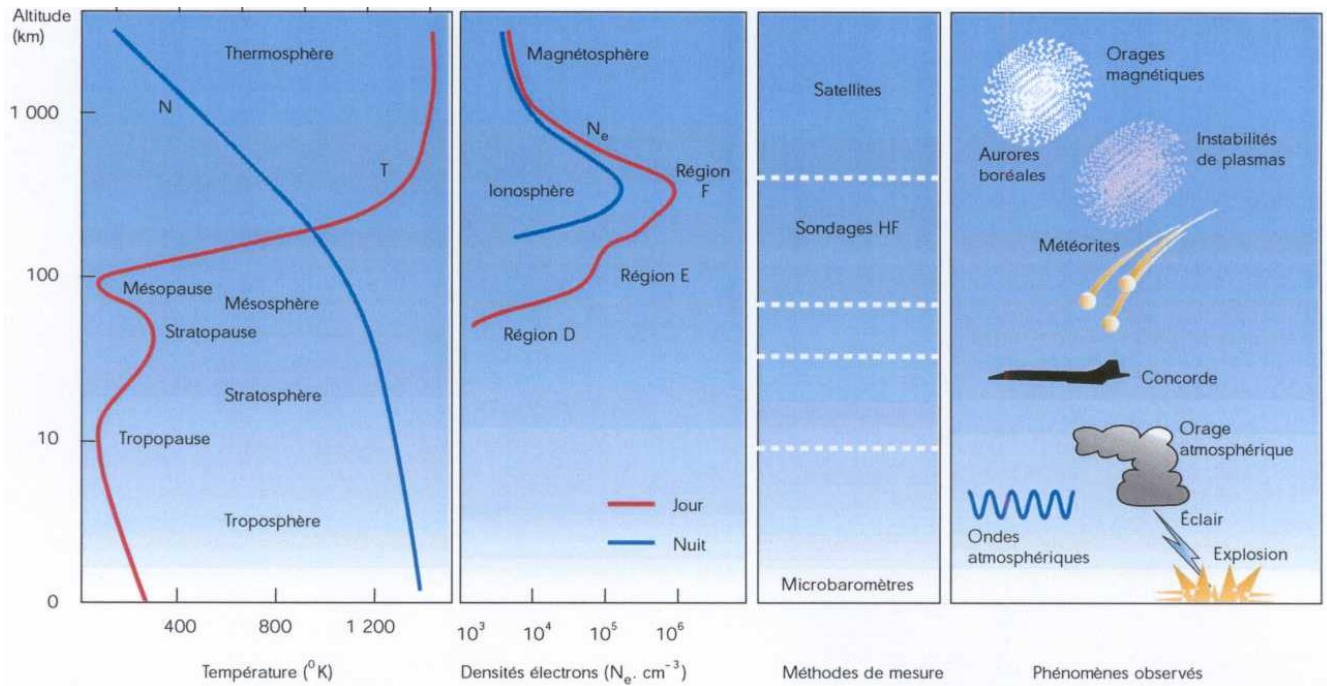 Altitude
(km)
1 000
100
10
0
Thermosphère
N
T
Mésopause
Mésosphère
Stratopause
Stratosphère
Tropopause
Troposphère
400
800
1 200
Température (⁰K)
Magnétosphère
Nₑ
Région
F
Ionosphère
Région E
Région D
Jour
Nuit
10³
10⁴
10⁵
10⁶
Densités électrons (Nₑ. cm⁻³)
Satellites
Sondages HF
Microbaromètres
Méthodes de mesure
Orages
magnétiques
Aurores
boréales
Instabilités
de plasmas
Météorites
Concorde
Orage
atmosphérique
Éclair
Ondes
atmosphériques
Explosion
Phénomènes observés